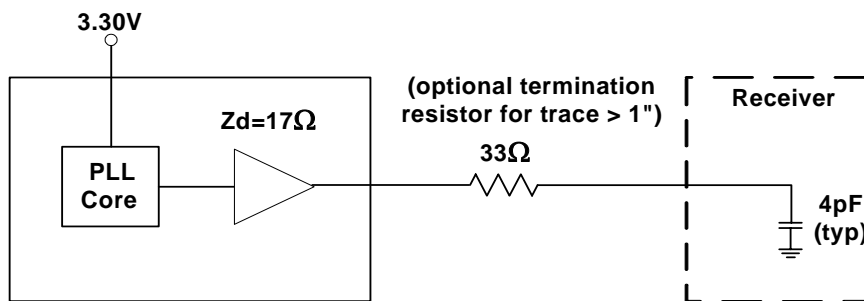 3.30V
(optional termination
resistor for trace > 1")
Receiver
Zd=17Ω
33Ω
PLL
Core
4pF
(typ)